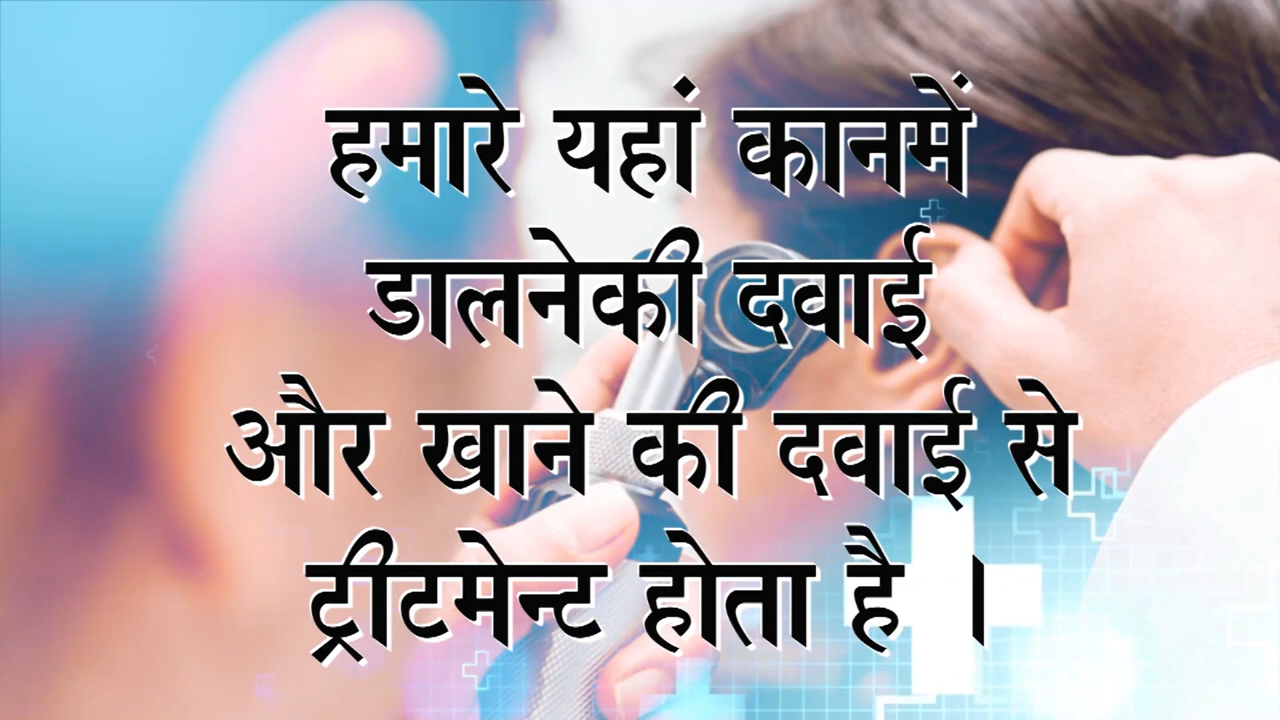 हमारे यहां कानमें
डालनेकी दवाई
और खाने की दवाई से
ट्रीटमेन्ट होता है ।